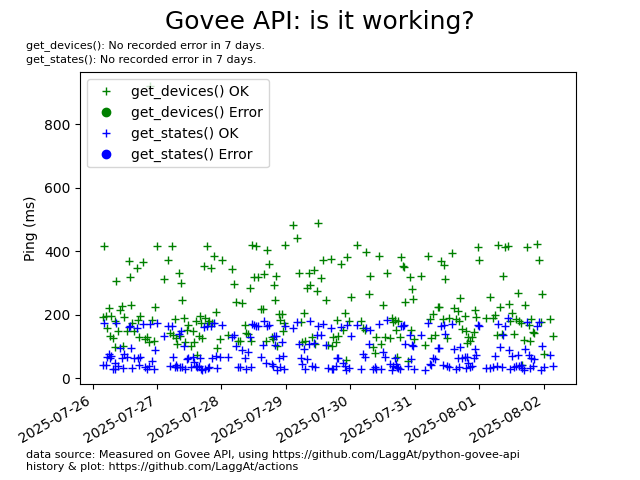 Govee API: is it working?
get_devices(): No recorded error in 7 days.
get_states(): No recorded error in 7 days.
get_devices() OK
get_devices() Error
get_states() OK
get_states() Error
Ping (ms)
800
600
400
200
0
2025-07-26
2025-07-27
2025-07-28
2025-07-29
2025-07-30
2025-07-31
2025-08-01
2025-08-02
data source: Measured on Govee API, using https://github.com/LaggAt/python-govee-api
history & plot: https://github.com/LaggAt/actions